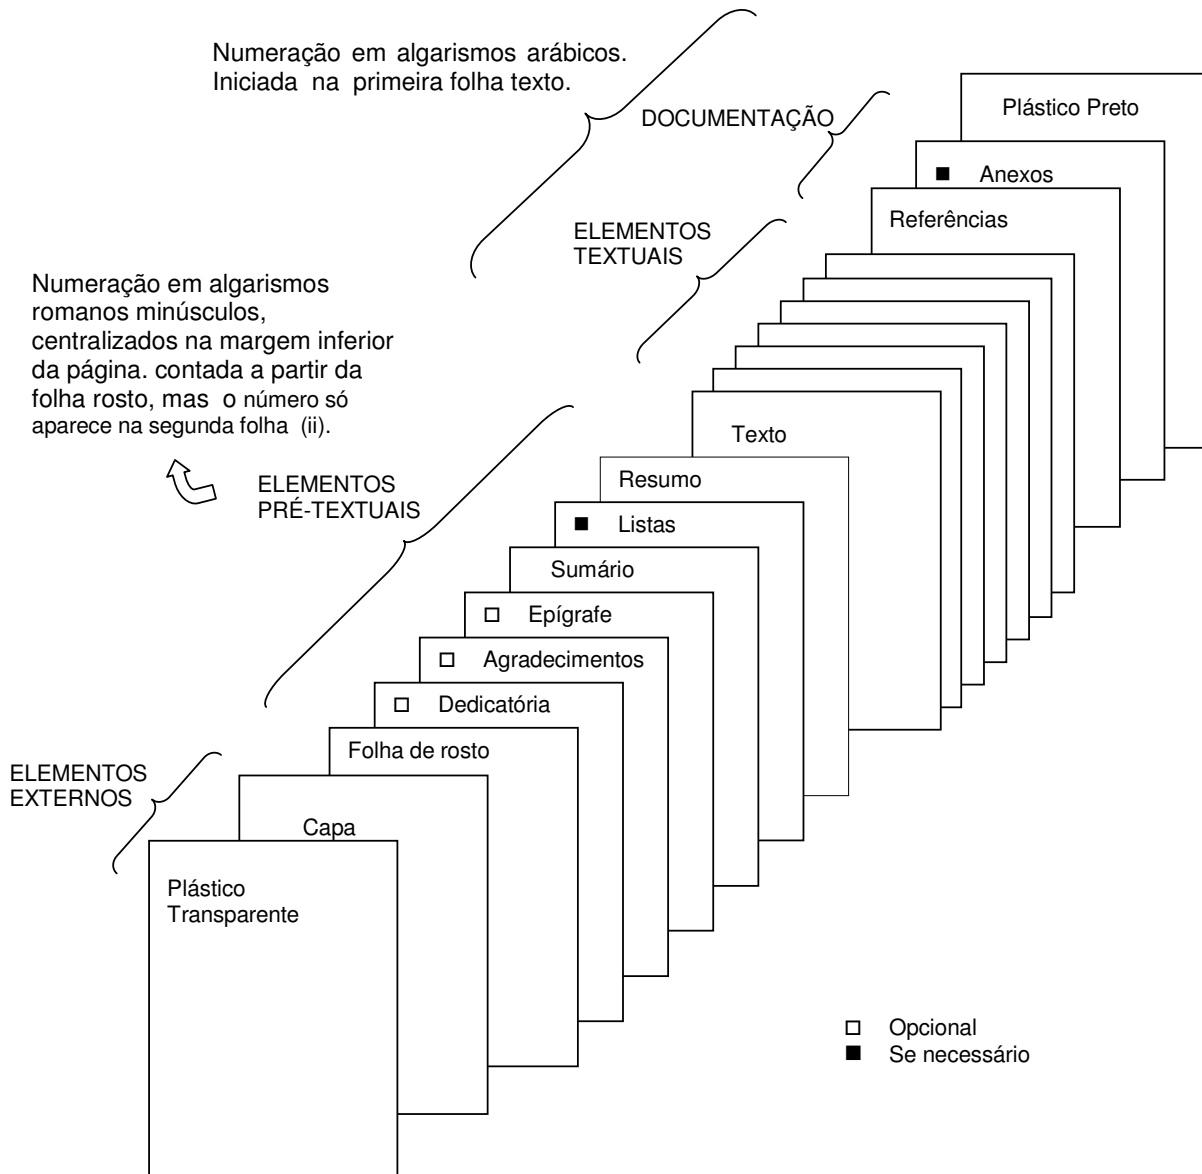 Numeração em algarismos arábicos.
Iniciada na primeira folha texto.
DOCUMENTAÇÃO
Plástico Preto
■ Anexos
Referências
ELEMENTOS
TEXTUAIS
Numeração em algarismos
romanos minúsculos,
centralizados na margem inferior
da página. contada a partir da
folha rosto, mas o número só
aparece na segunda folha (ii).
Texto
ELEMENTOS
PRÉ-TEXTUAIS
Resumo
■ Listas
Sumário
□ Epígrafe
□ Agradecimentos
□ Dedicatória
Folha de rosto
ELEMENTOS
EXTERNOS
Capa
Plástico
Transparente
□ Opcional
■ Se necessário